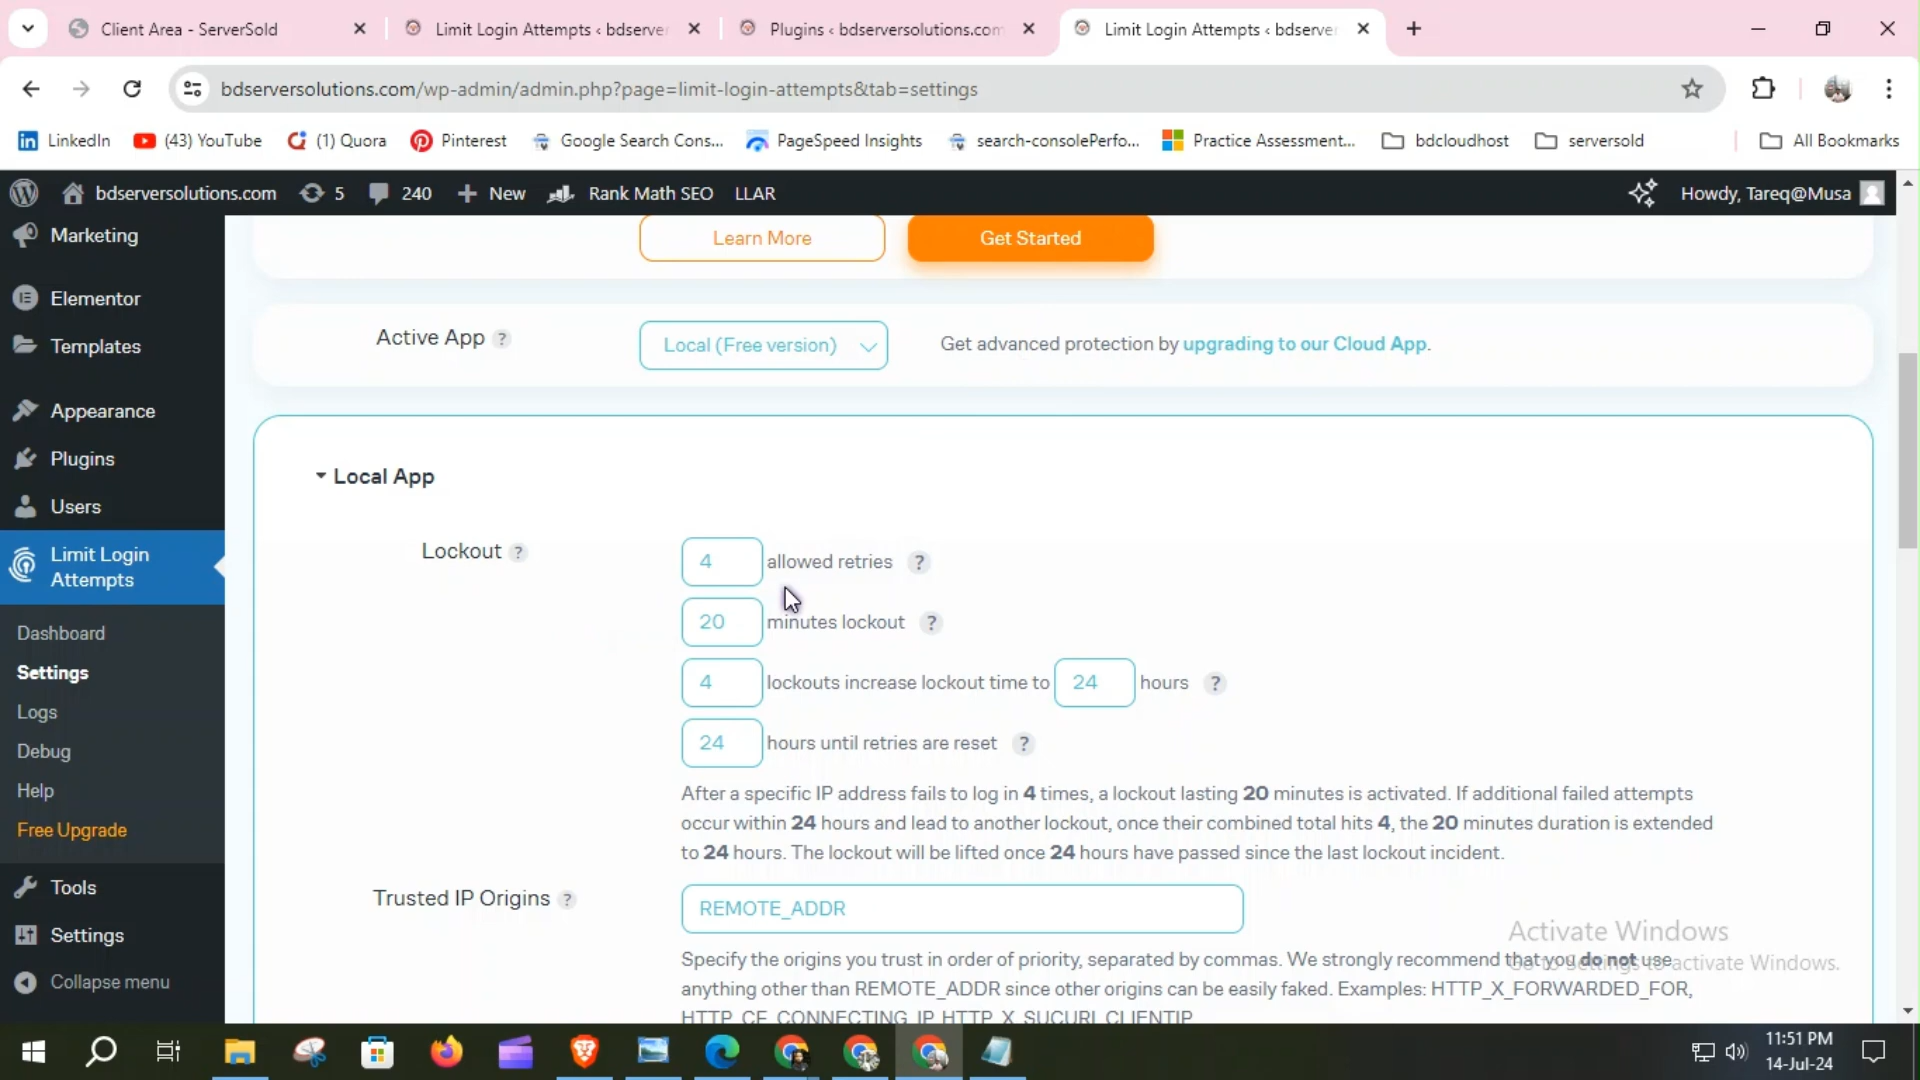 Client Area - ServerSold
Limit Login Attempts ‹ bdserver
Plugins ‹ bdserversolutions.com
Limit Login Attempts ‹ bdserver
bdserversolutions.com/wp-admin/admin.php?page=limit-login-attempts&tab=settings
LinkedIn
(43) YouTube
(1) Quora
Pinterest
Google Search Cons...
PageSpeed Insights
search-consolePerfo...
Practice Assessment...
bdcloudhost
serversold
All Bookmarks
bdserversolutions.com
5
240
New
Rank Math SEO
LLAR
Howdy, Tareq@Musa
Marketing
Elementor
Templates
Appearance
Plugins
Users
Limit Login
Attempts
Dashboard
Settings
Logs
Debug
Help
Free Upgrade
Tools
Settings
Collapse menu
Learn More
Get Started
Active App ?
Local (Free version)
Get advanced protection by upgrading to our Cloud App.
Local App
Lockout ?
4 allowed retries ?
20 minutes lockout ?
4 lockouts increase lockout time to 24 hours ?
24 hours until retries are reset ?
After a specific IP address fails to log in 4 times, a lockout lasting 20 minutes is activated. If additional failed attempts
occur within 24 hours and lead to another lockout, once their combined total hits 4, the 20 minutes duration is extended
to 24 hours. The lockout will be lifted once 24 hours have passed since the last lockout incident.
Trusted IP Origins ?
REMOTE_ADDR
Specify the origins you trust in order of priority, separated by commas. We strongly recommend that you do not use
anything other than REMOTE_ADDR since other origins can be easily faked. Examples: HTTP_X_FORWARDED_FOR,
HTTP_CF_CONNECTING_IP, HTTP_X_SUCURI_CLIENTIP
Activate Windows
Go to Settings to activate Windows.
11:51 PM
14-Jul-24